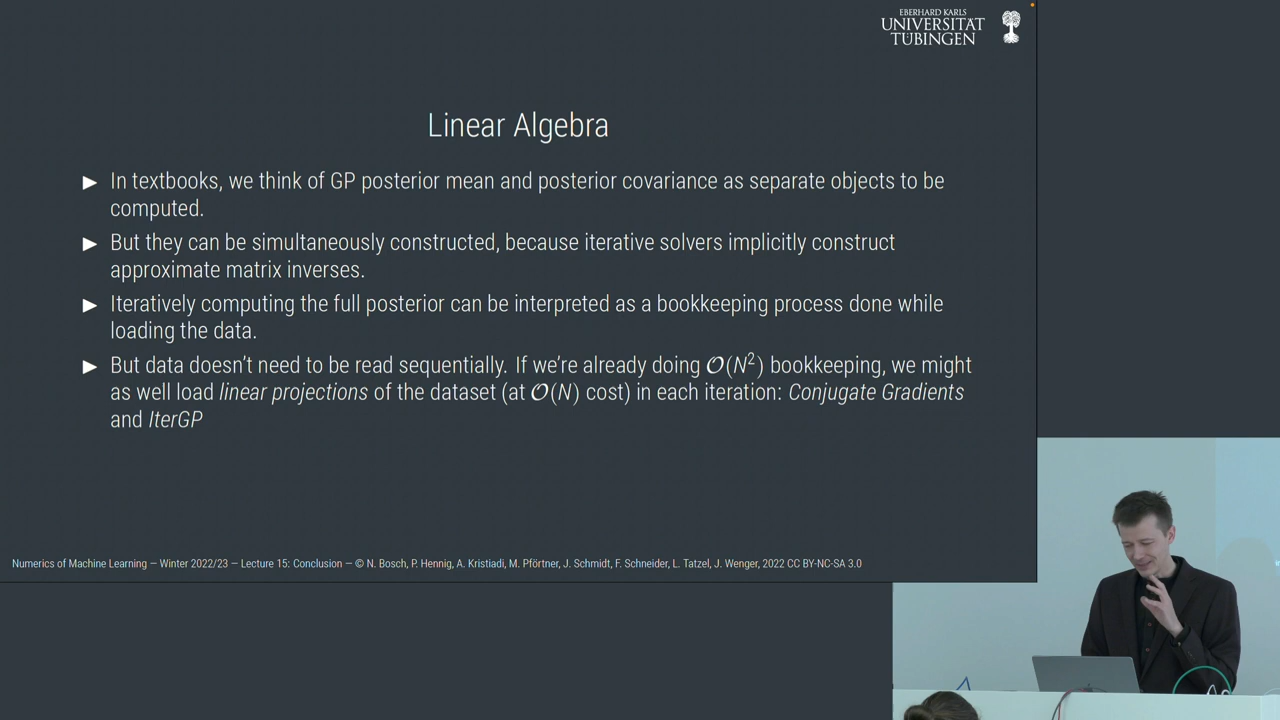 EBERHARD KARLS
UNIVERSITÄT
TÜBINGEN
Linear Algebra
▶ In textbooks, we think of GP posterior mean and posterior covariance as separate objects to be
computed.
▶ But they can be simultaneously constructed, because iterative solvers implicitly construct
approximate matrix inverses.
▶ Iteratively computing the full posterior can be interpreted as a bookkeeping process done while
loading the data.
▶ But data doesn't need to be read sequentially. If we're already doing 𝒪(N²) bookkeeping, we might
as well load linear projections of the dataset (at 𝒪(N) cost) in each iteration: Conjugate Gradients
and IterGP
Numerics of Machine Learning — Winter 2022/23 — Lecture 15: Conclusion — © N. Bosch, P. Hennig, A. Kristiadi, M. Pförtner, J. Schmidt, F. Schneider, L. Tatzel, J. Wenger, 2022 CC BY-NC-SA 3.0